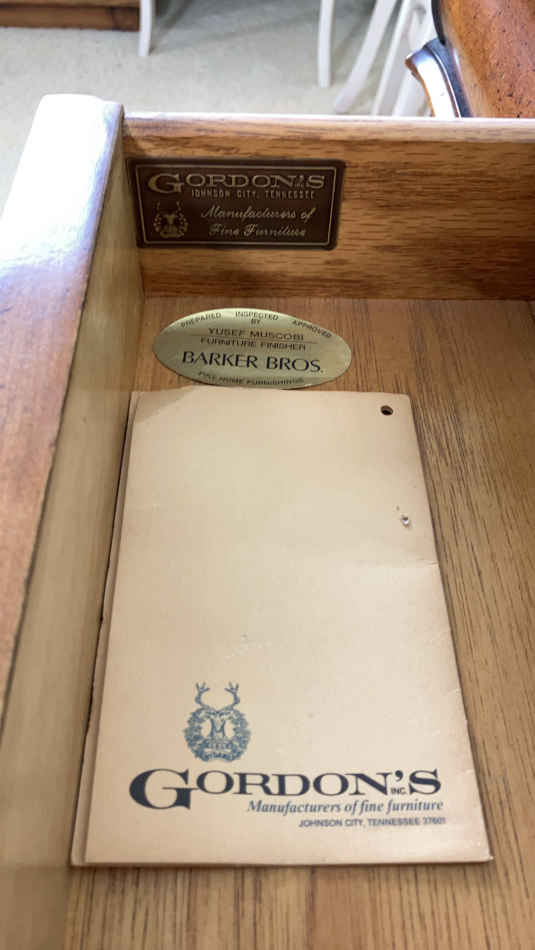 GORDON'S INC.
JOHNSON CITY, TENNESSEE
Manufacturers of
Fine Furniture
PREPARED INSPECTED APPROVED
BY
YUSEF MUSCOBI
FURNITURE FINISHER
BARKER BROS.
FINE HOME FURNISHINGS
M
GORDON'S INC.
Manufacturers of fine furniture
JOHNSON CITY, TENNESSEE 37601